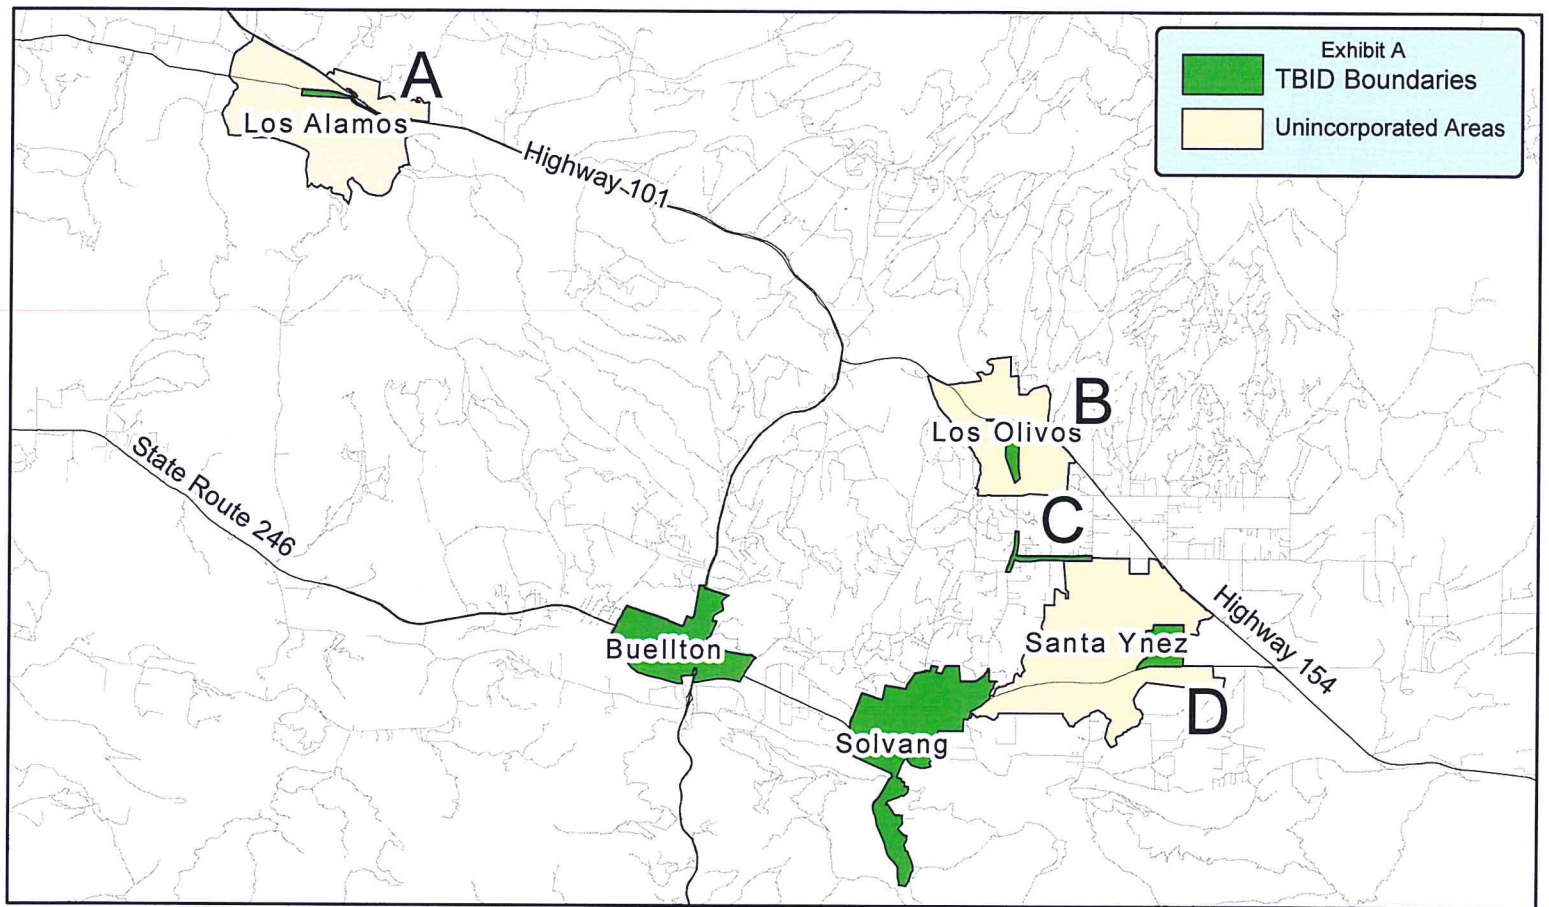 Exhibit A
TBID Boundaries
Unincorporated Areas
A
Los Alamos
Highway 101
B
Los Olivos
C
State Route 246
Highway 154
Santa Ynez
Buellton
D
Solvang